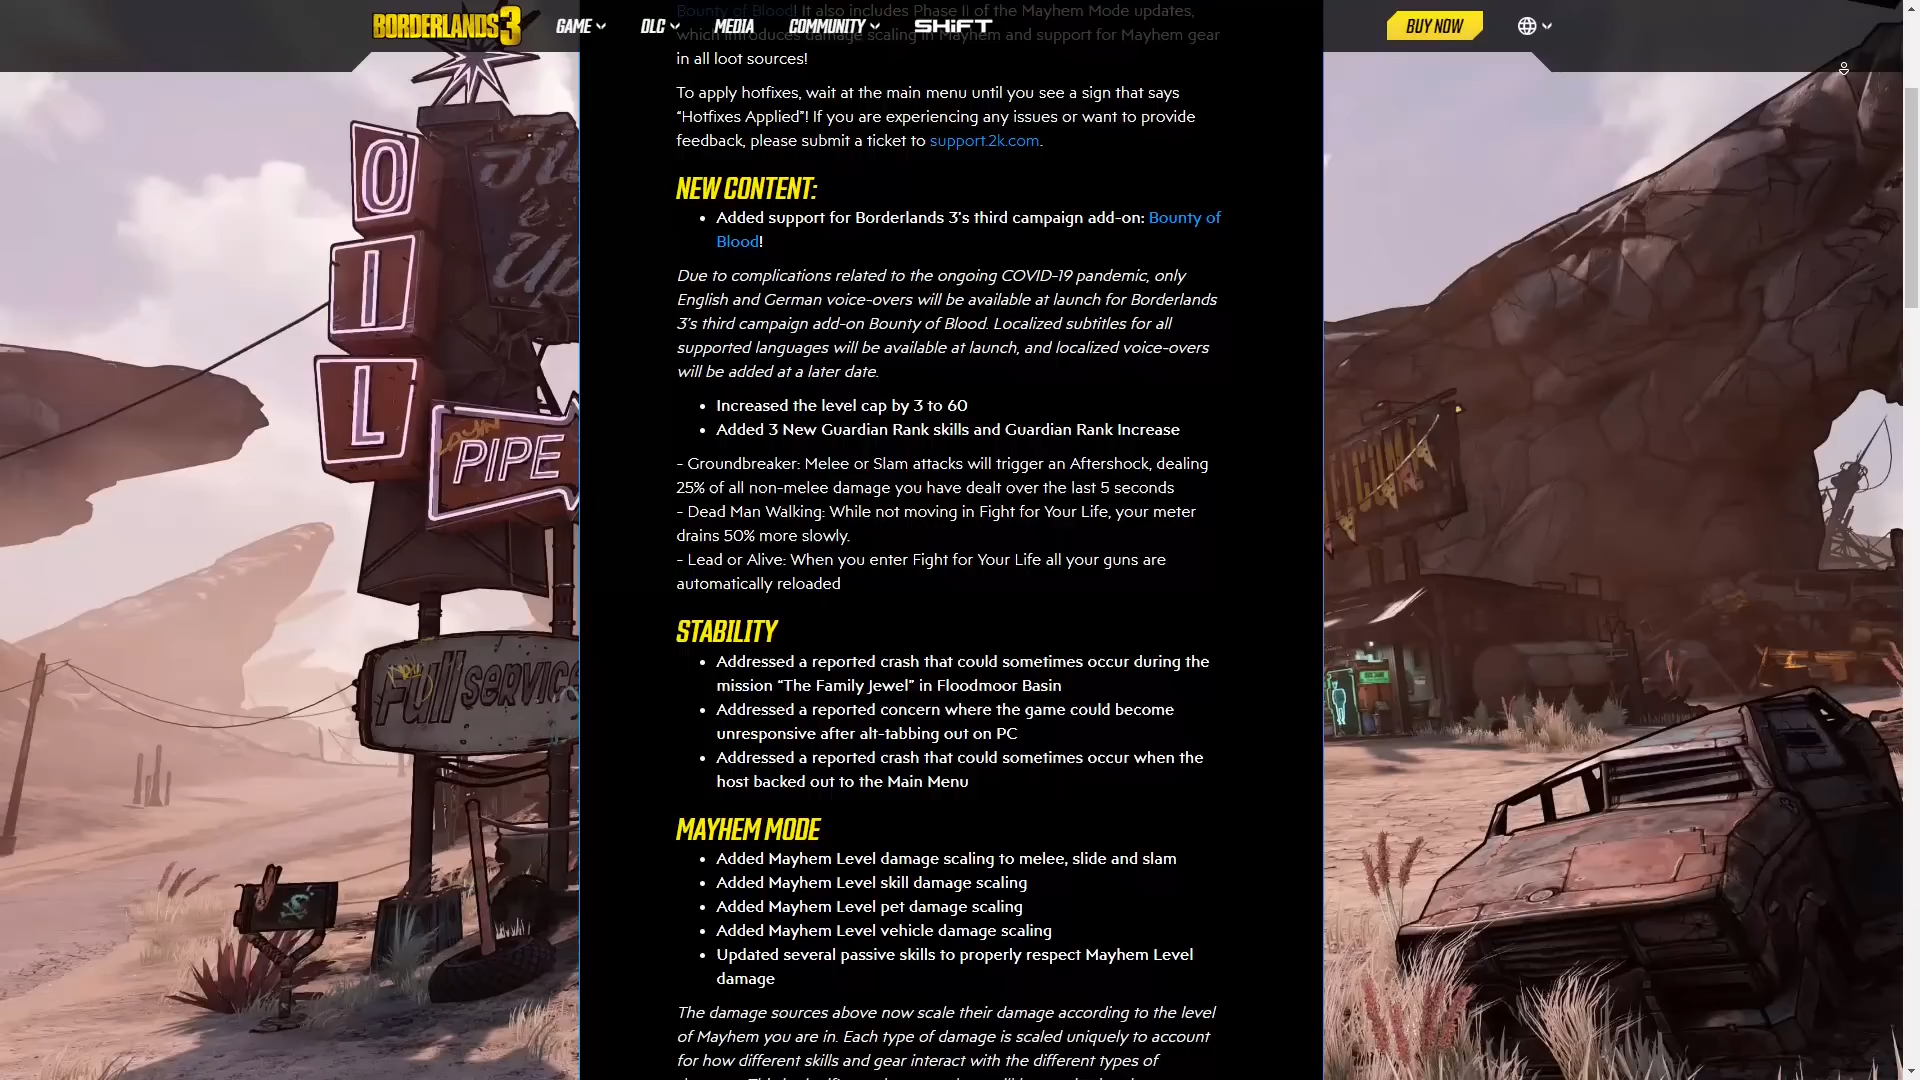 BORDERLANDS 3 GAME DLC MEDIA COMMUNITY SHiFT BUY NOW
Bounty of Blood! It also includes Phase II of the Mayhem Mode updates,
which introduces damage scaling in Mayhem and support for Mayhem gear
in all loot sources!
To apply hotfixes, wait at the main menu until you see a sign that says
“Hotfixes Applied”! If you are experiencing any issues or want to provide
feedback, please submit a ticket to support.2k.com.
NEW CONTENT:
• Added support for Borderlands 3’s third campaign add-on: Bounty of
Blood!
Due to complications related to the ongoing COVID-19 pandemic, only
English and German voice-overs will be available at launch for Borderlands
3’s third campaign add-on Bounty of Blood. Localized subtitles for all
supported languages will be available at launch, and localized voice-overs
will be added at a later date.
• Increased the level cap by 3 to 60
• Added 3 New Guardian Rank skills and Guardian Rank Increase
- Groundbreaker: Melee or Slam attacks will trigger an Aftershock, dealing
25% of all non-melee damage you have dealt over the last 5 seconds
- Dead Man Walking: While not moving in Fight for Your Life, your meter
drains 50% more slowly.
- Lead or Alive: When you enter Fight for Your Life all your guns are
automatically reloaded
STABILITY
• Addressed a reported crash that could sometimes occur during the
mission “The Family Jewel” in Floodmoor Basin
• Addressed a reported concern where the game could become
unresponsive after alt-tabbing out on PC
• Addressed a reported crash that could sometimes occur when the
host backed out to the Main Menu
MAYHEM MODE
• Added Mayhem Level damage scaling to melee, slide and slam
• Added Mayhem Level skill damage scaling
• Added Mayhem Level pet damage scaling
• Added Mayhem Level vehicle damage scaling
• Updated several passive skills to properly respect Mayhem Level
damage
The damage sources above now scale their damage according to the level
of Mayhem you are in. Each type of damage is scaled uniquely to account
for how different skills and gear interact with the different types of
OIL
PIPE
Full SERVICE